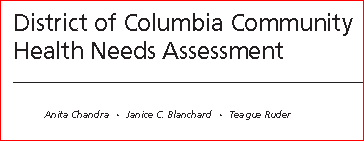 District of Columbia Community
Health Needs Assessment
Anita Chandra • Janice C. Blanchard • Teague Ruder